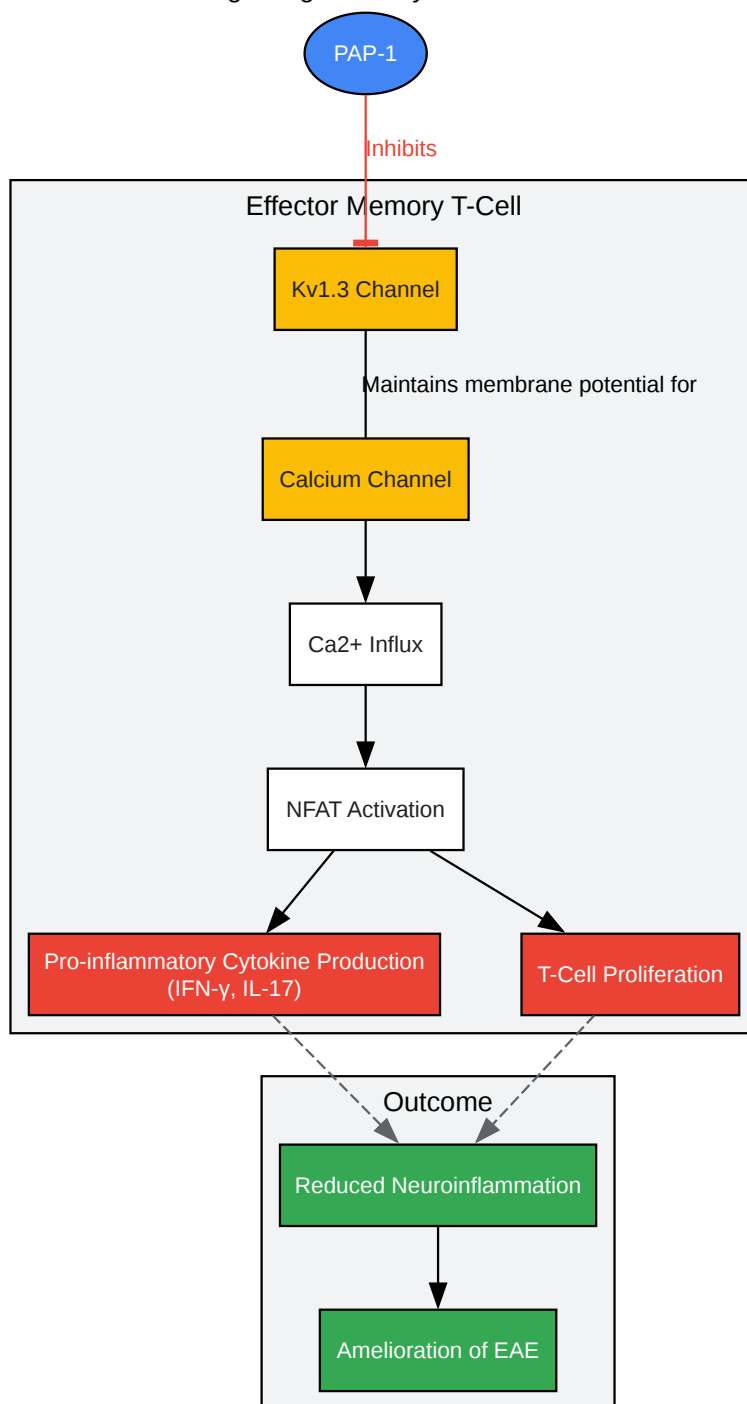 PAP-1
Inhibits
Effector Memory T-Cell
Kv1.3 Channel
Maintains membrane potential for
Calcium Channel
Ca2+ Influx
NFAT Activation
Pro-inflammatory Cytokine Production
(IFN-γ, IL-17)
T-Cell Proliferation
Outcome
Reduced Neuroinflammation
Amelioration of EAE